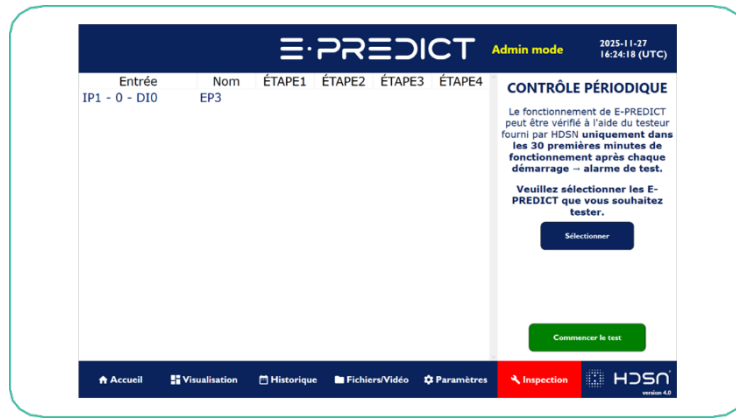 E·PREDICT
Admin mode
2025-11-27
16:24:18 (UTC)
Entrée Nom ÉTAPE1 ÉTAPE2 ÉTAPE3 ÉTAPE4
IP1 - 0 - DI0 EP3
CONTRÔLE PÉRIODIQUE
Le fonctionnement de E-PREDICT
peut être vérifié à l'aide du testeur
fourni par HDSN uniquement dans
les 30 premières minutes de
fonctionnement après chaque
démarrage → alarme de test.
Veuillez sélectionner les E-
PREDICT que vous souhaitez
tester.
Sélectionner
Commencer le test
Accueil Visualisation Historique Fichiers/Vidéo Paramètres Inspection HDSN
version 4.0